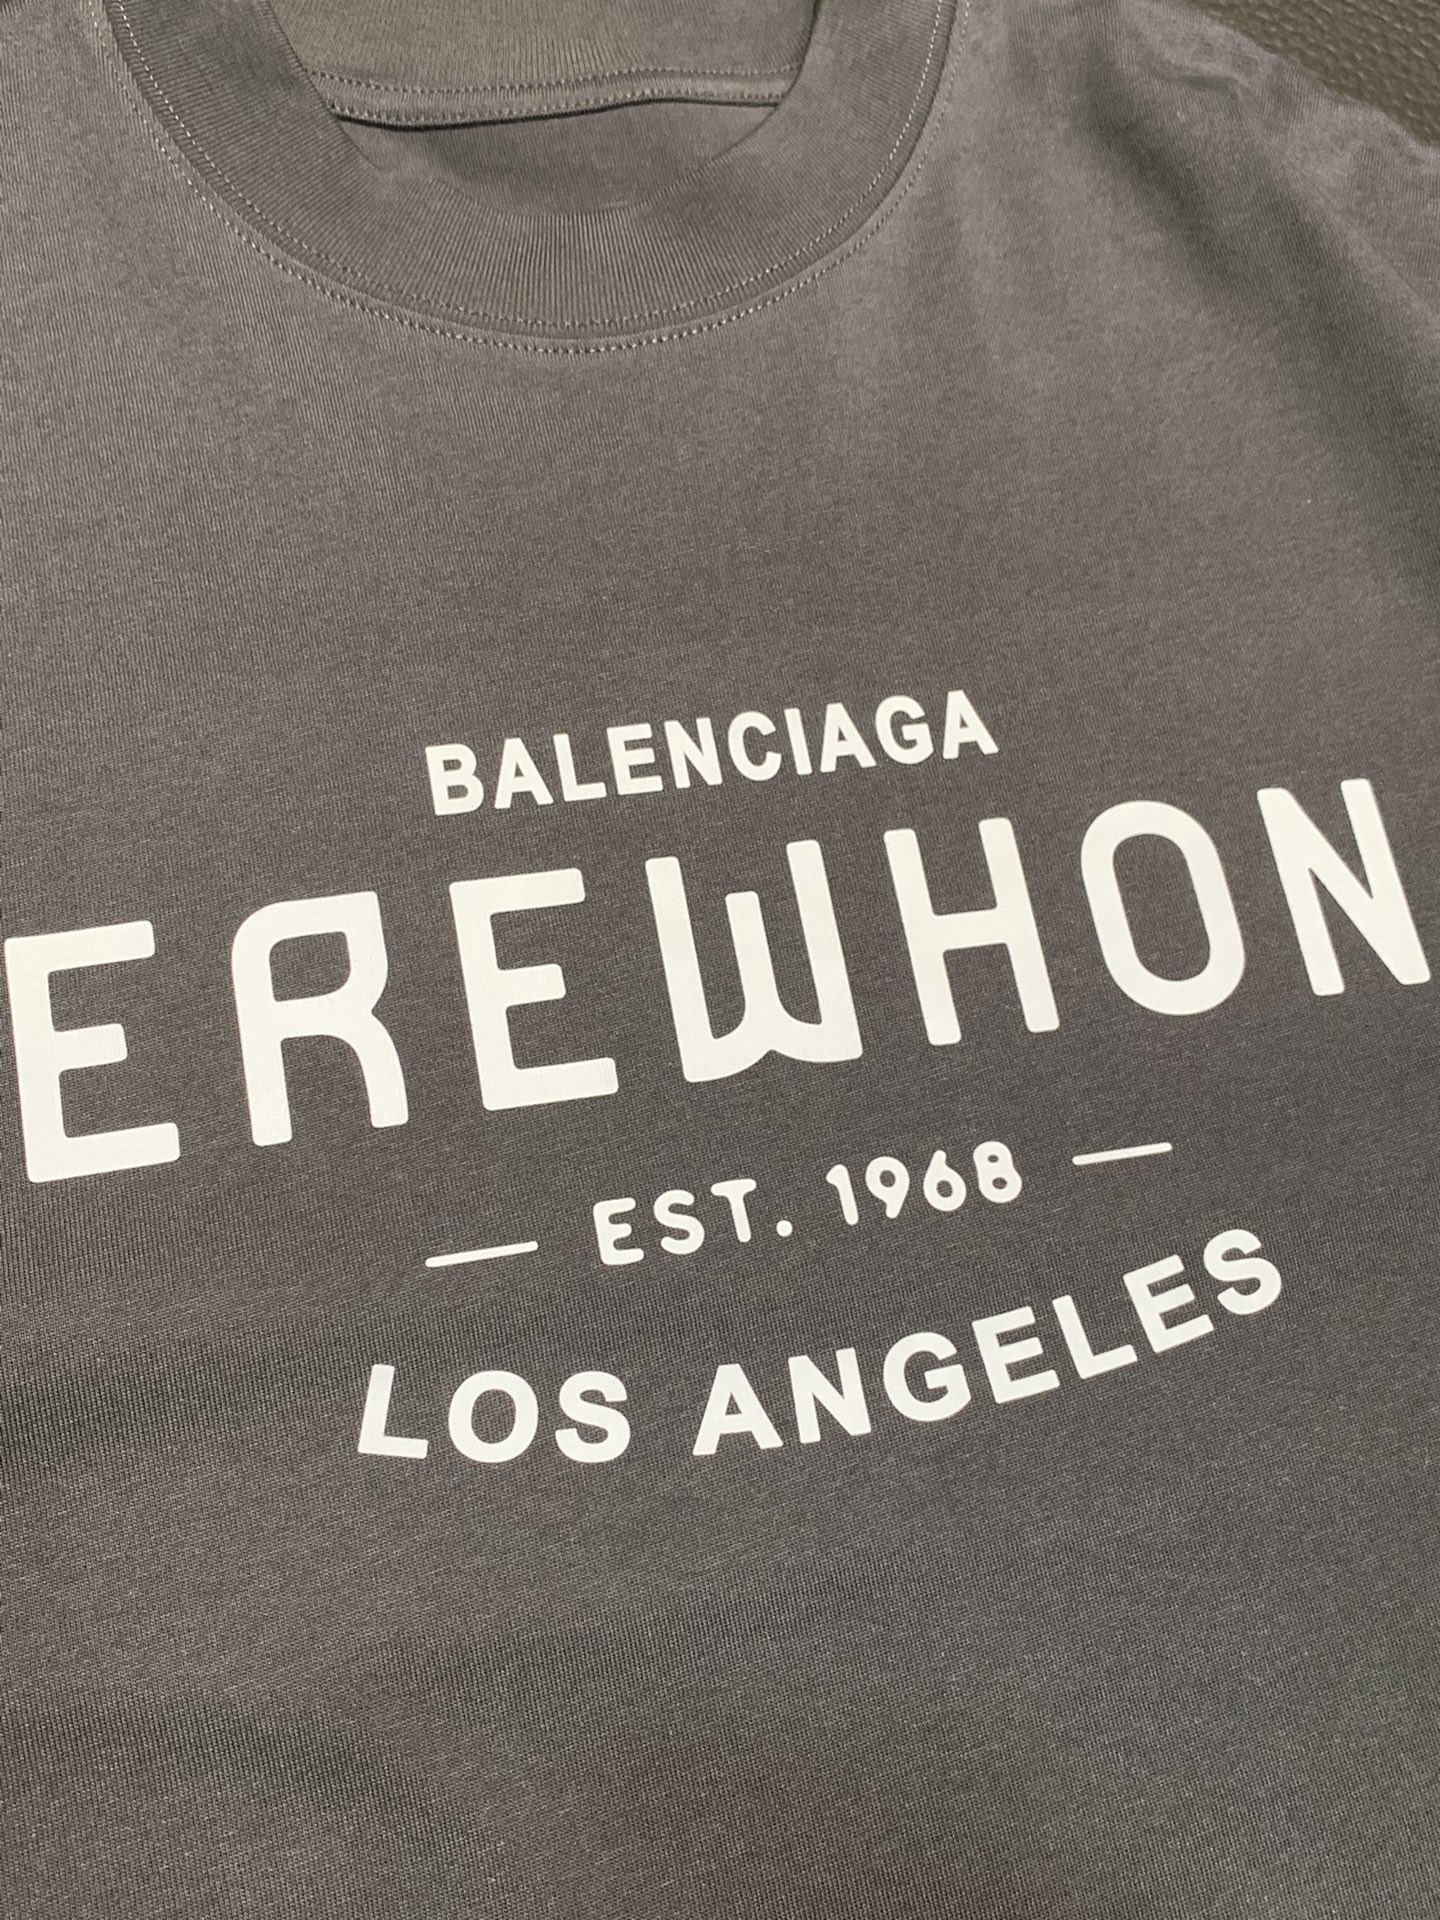 BALENCIAGA
EREWHON
— EST. 1968 —
LOS ANGELES